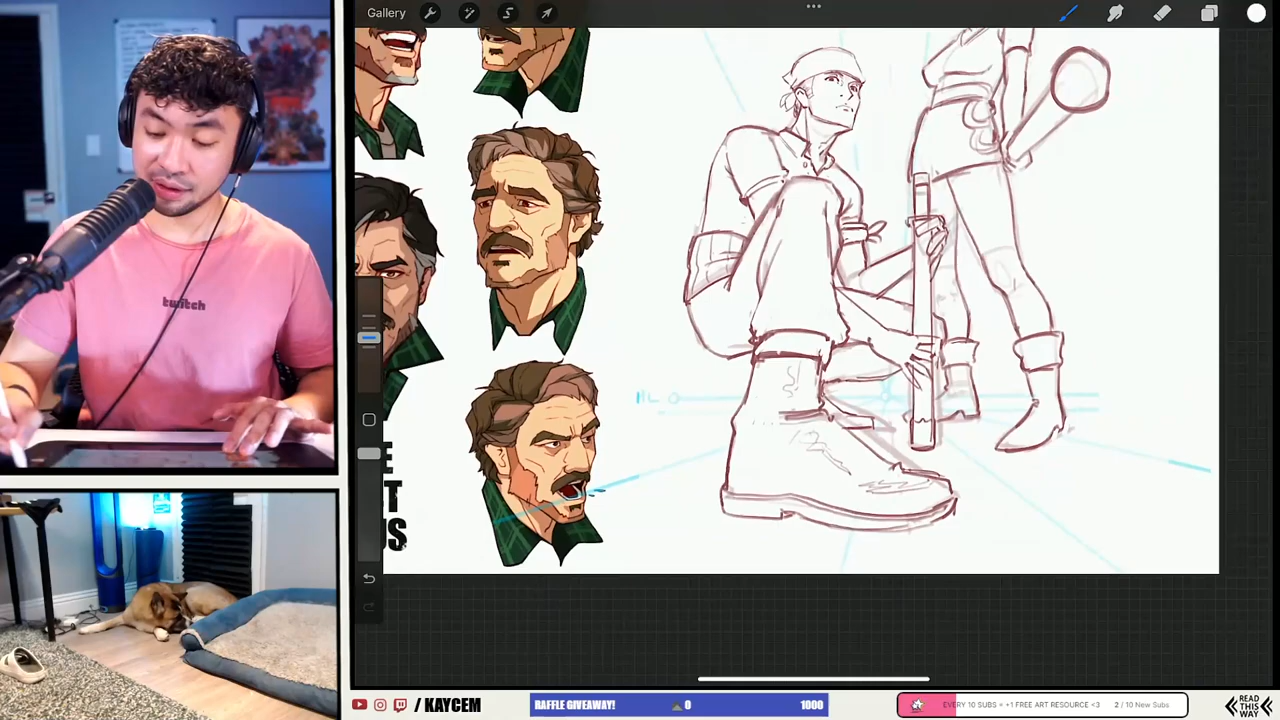 Gallery
twitch
E
T
US
/ KAYCEM
RAFFLE GIVEAWAY! 0 1000
EVERY 10 SUBS = +1 FREE ART RESOURCE <3 2 / 10 New Subs
READ
THIS
WAY